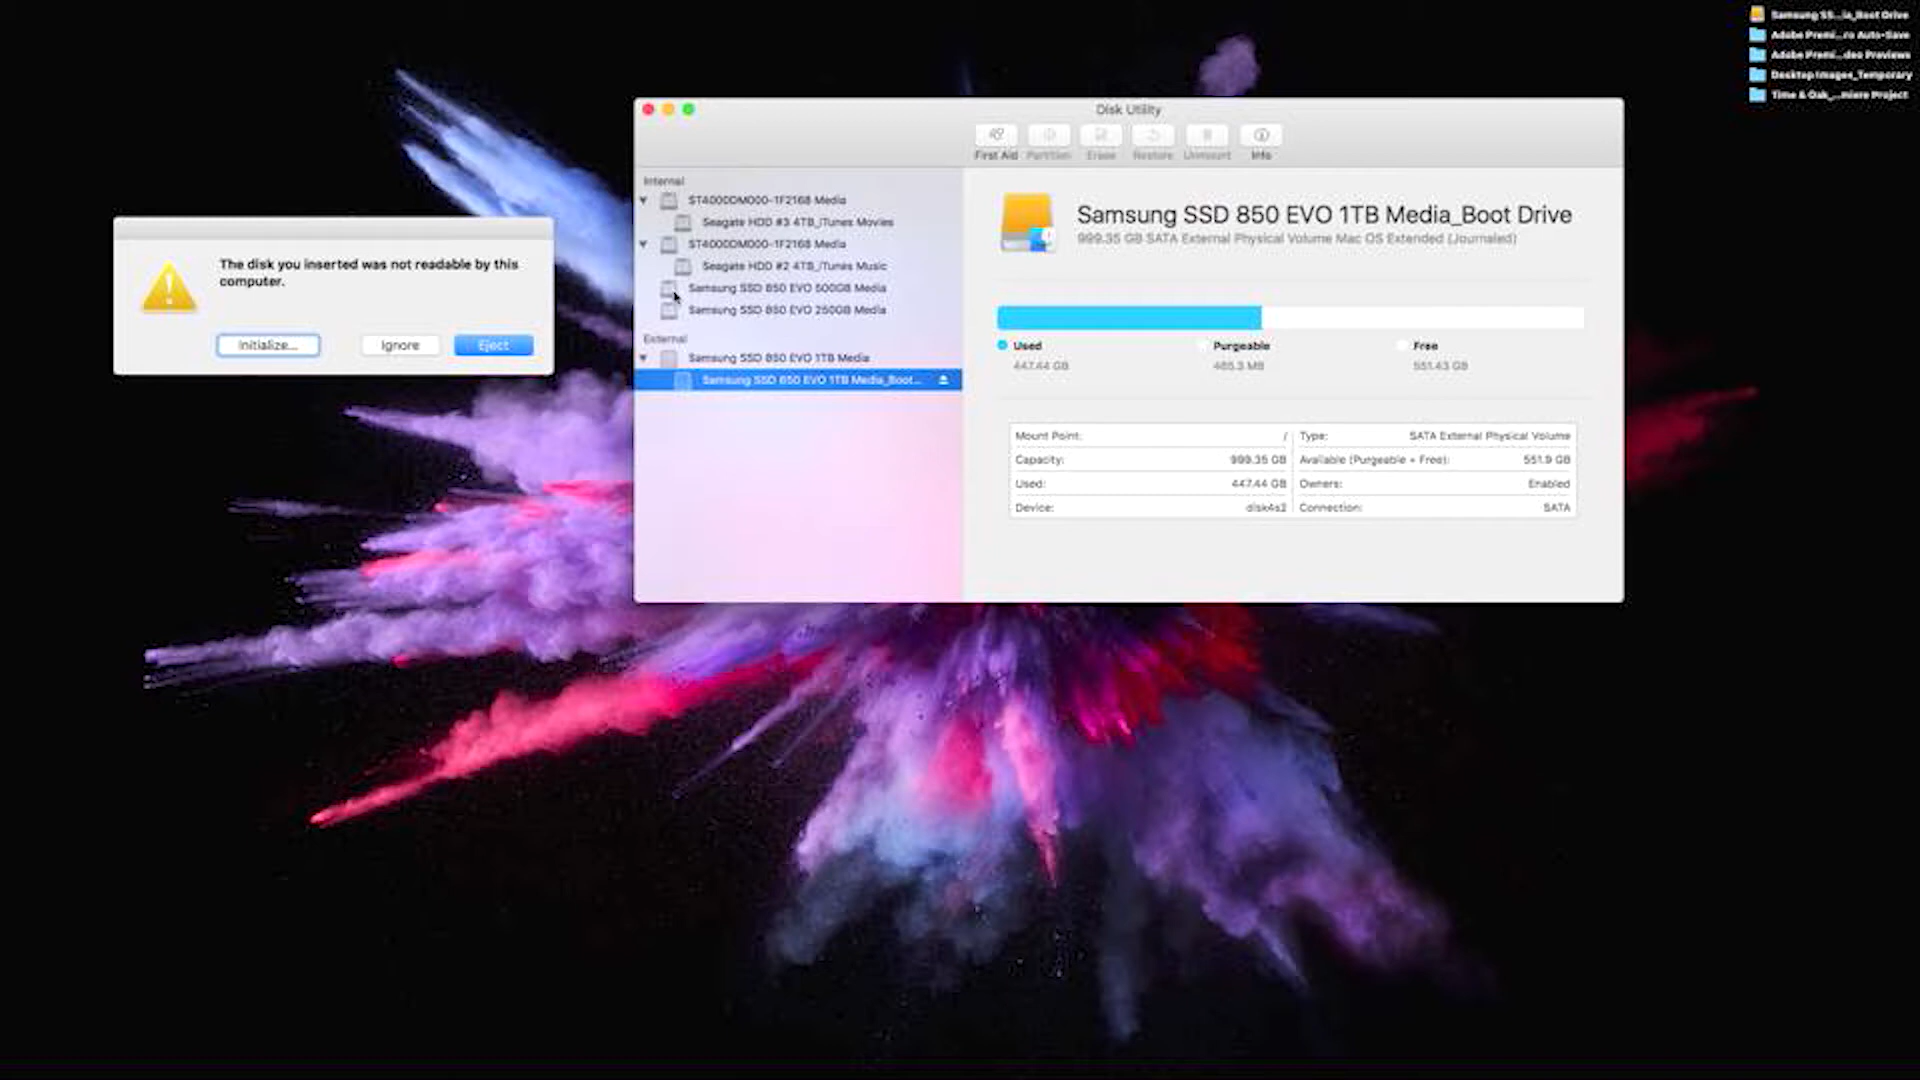 Samsung SS...ia_Boot Drive
Adobe Premi...ro Auto-Save
Adobe Premi...deo Previews
Desktop Images_Temporary
Time & Oak_...miere Project
Disk Utility
First Aid Partition Erase Restore Unmount Info
Internal
ST4000DM000-1F2168 Media
Seagate HDD #3 4TB_iTunes Movies
ST4000DM000-1F2168 Media
Seagate HDD #2 4TB_iTunes Music
Samsung SSD 850 EVO 500GB Media
Samsung SSD 850 EVO 250GB Media
External
Samsung SSD 850 EVO 1TB Media
Samsung SSD 850 EVO 1TB Media_Boot...
Samsung SSD 850 EVO 1TB Media_Boot Drive
999.35 GB SATA External Physical Volume Mac OS Extended (Journaled)
Used Purgeable Free
447.44 GB 465.3 MB 551.43 GB
Mount Point: / Type: SATA External Physical Volume
Capacity: 999.35 GB Available (Purgeable + Free): 551.9 GB
Used: 447.44 GB Owners: Enabled
Device: disk4s2 Connection: SATA
The disk you inserted was not readable by this
computer.
Initialize... Ignore Eject